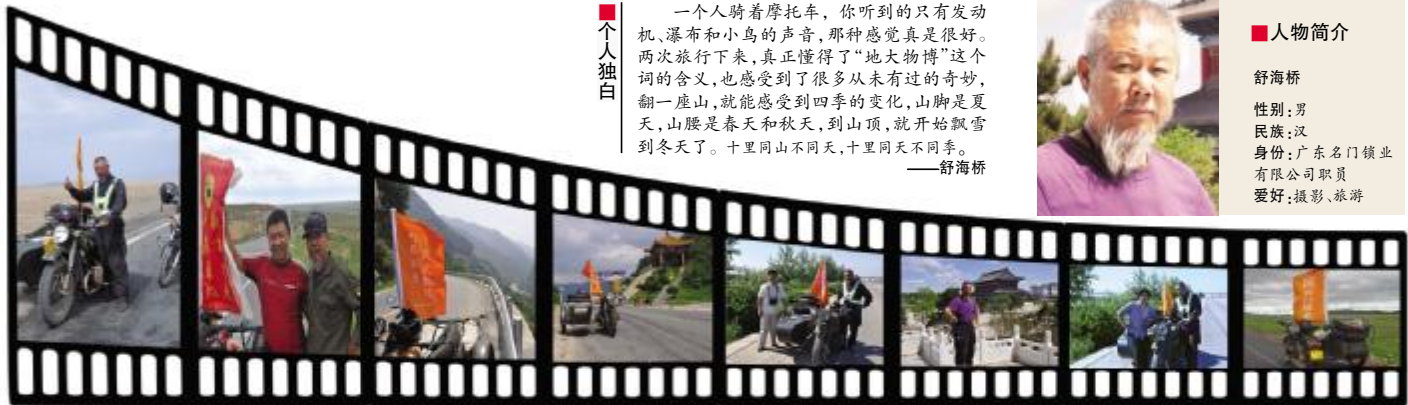 ■个人独白
一个人骑着摩托车，你听到的只有发动
机、瀑布和小鸟的声音，那种感觉真是很好。
两次旅行下来，真正懂得了“地大物博”这个
词的含义，也感受到了很多从未有过的奇妙，
翻一座山，就能感受到四季的变化，山脚是夏
天，山腰是春天和秋天，到山顶，就开始飘雪
到冬天了。十里同山不同天，十里同天不同季。
——舒海桥
■人物简介
舒海桥
性别：男
民族：汉
身份：广东名门锁业
有限公司职员
爱好：摄影、旅游